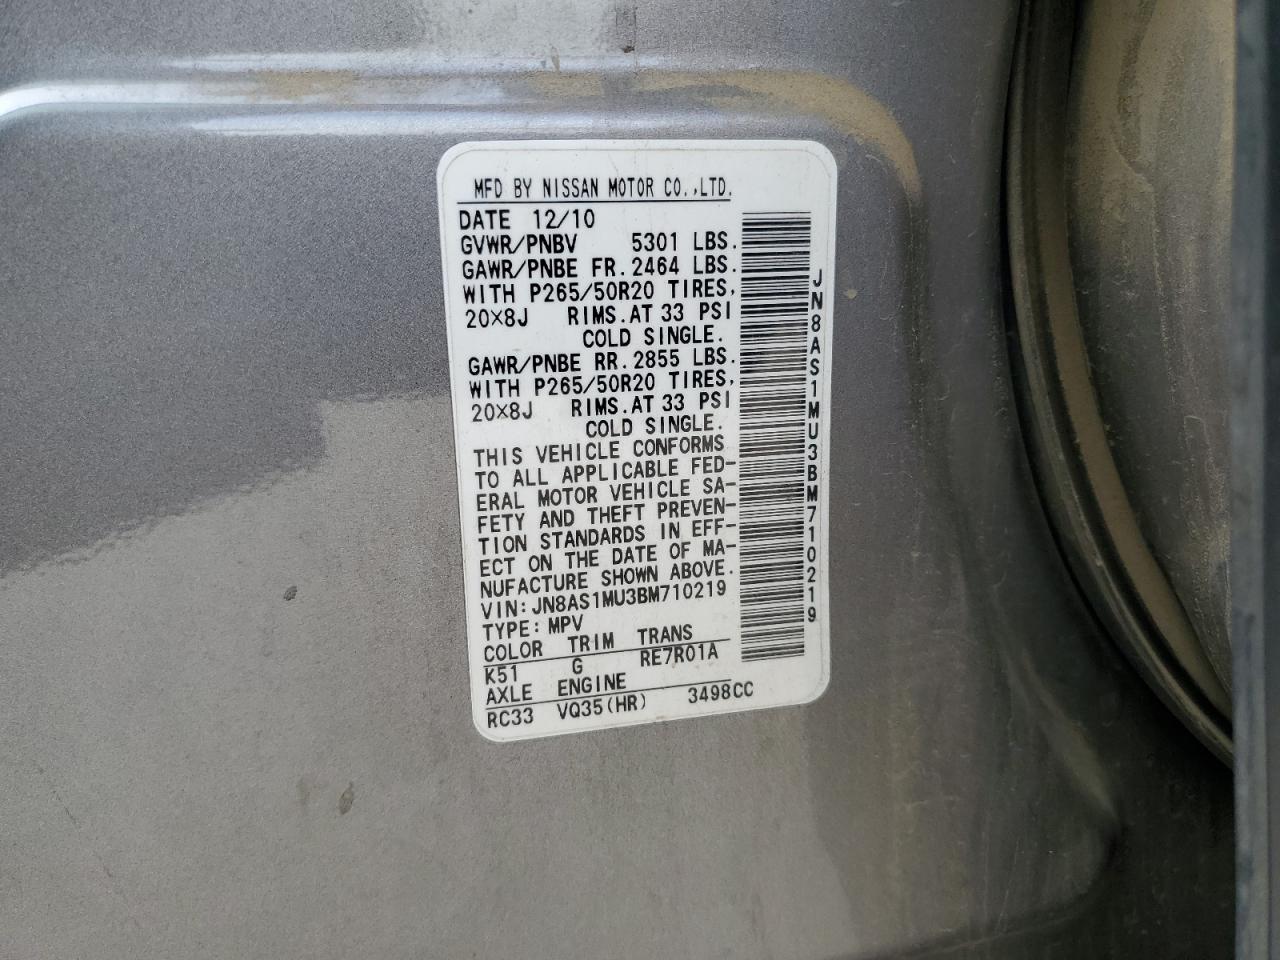 MFD BY NISSAN MOTOR CO.,LTD.
DATE 12/10
GVWR/PNBV 5301 LBS.
GAWR/PNBE FR. 2464 LBS.
WITH P265/50R20 TIRES,
20×8J RIMS. AT 33 PSI
COLD SINGLE.
GAWR/PNBE RR. 2855 LBS.
WITH P265/50R20 TIRES,
20×8J RIMS. AT 33 PSI
COLD SINGLE.
THIS VEHICLE CONFORMS
TO ALL APPLICABLE FED-
ERAL MOTOR VEHICLE SA-
FETY AND THEFT PREVEN-
TION STANDARDS IN EFF-
ECT ON THE DATE OF MA-
NUFACTURE SHOWN ABOVE.
VIN: JN8AS1MU3BM710219
TYPE: MPV
COLOR TRIM TRANS
K51 G RE7R01A
AXLE ENGINE
RC33 VQ35(HR) 3498CC
JN8AS1MU3BM710219